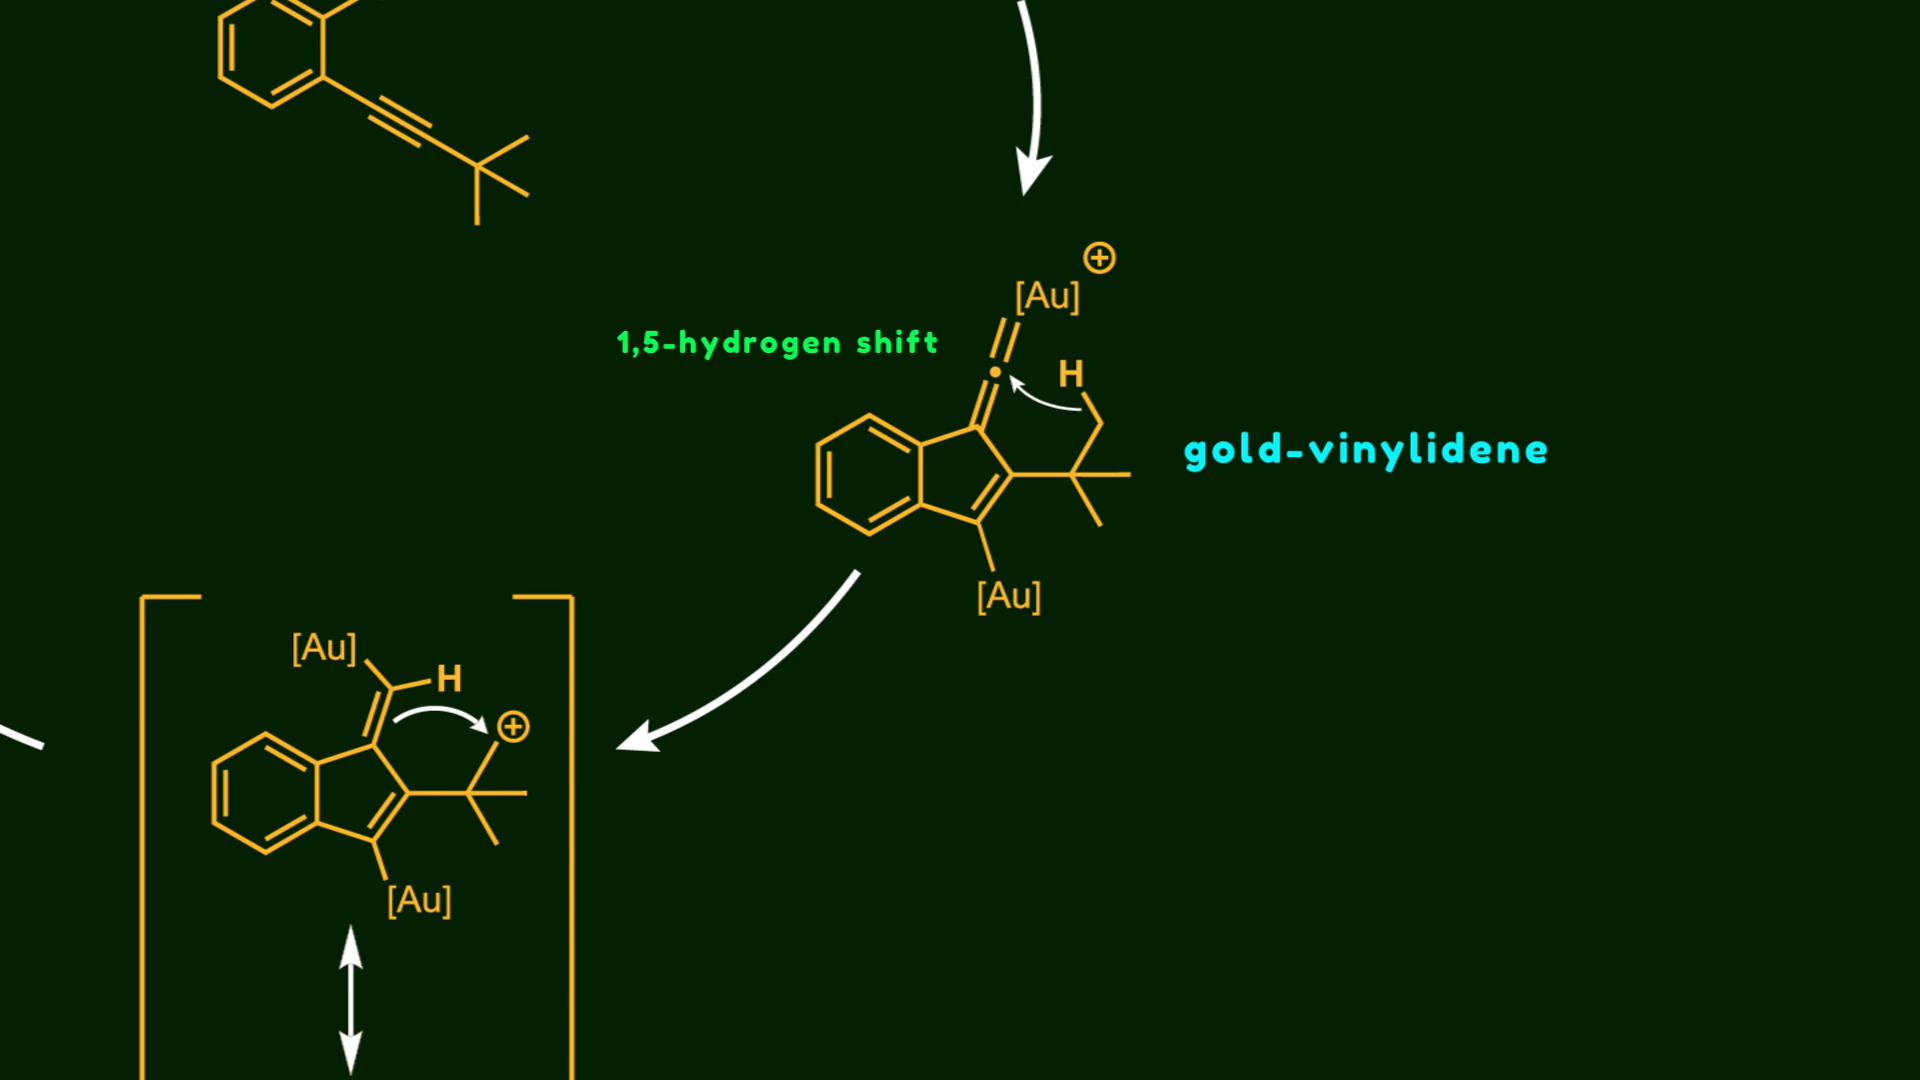 ⊕
[Au]
1,5-hydrogen shift
H
gold-vinylidene
[Au]
[Au]
H
⊕
[Au]